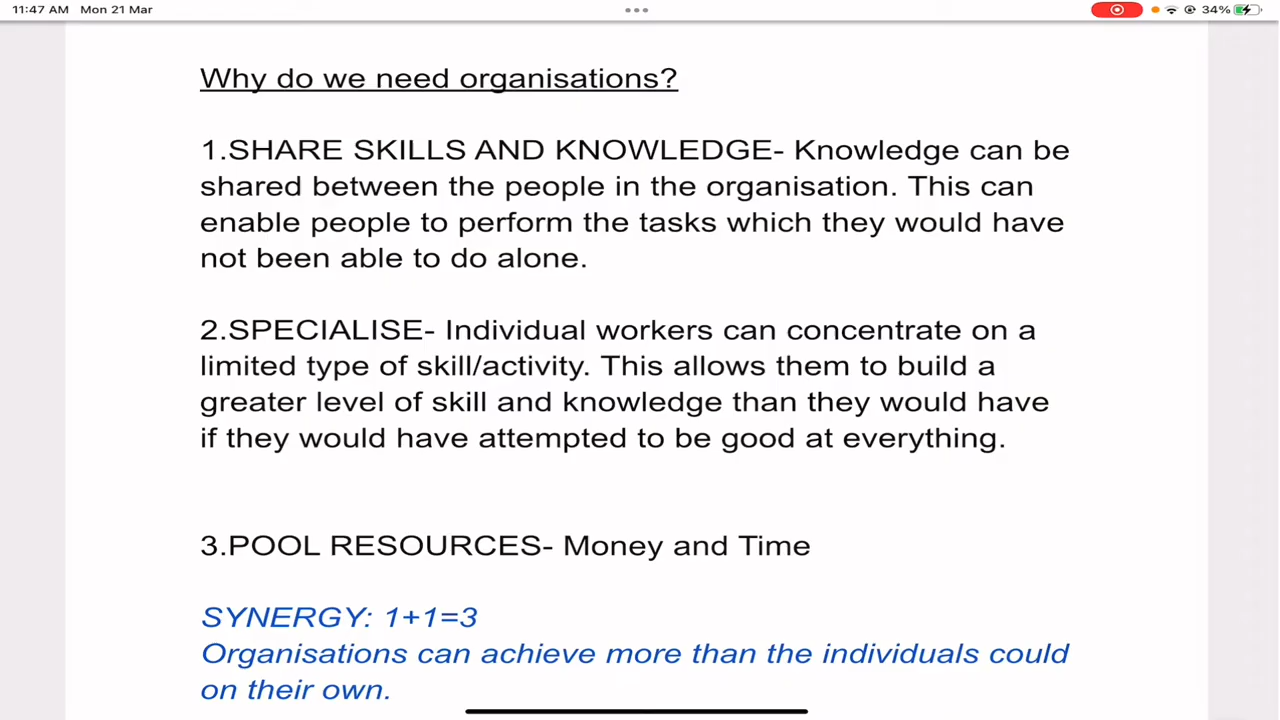 11:47 AM Mon 21 Mar
34%
Why do we need organisations?
1.SHARE SKILLS AND KNOWLEDGE- Knowledge can be
shared between the people in the organisation. This can
enable people to perform the tasks which they would have
not been able to do alone.
2.SPECIALISE- Individual workers can concentrate on a
limited type of skill/activity. This allows them to build a
greater level of skill and knowledge than they would have
if they would have attempted to be good at everything.
3.POOL RESOURCES- Money and Time
SYNERGY: 1+1=3
Organisations can achieve more than the individuals could
on their own.